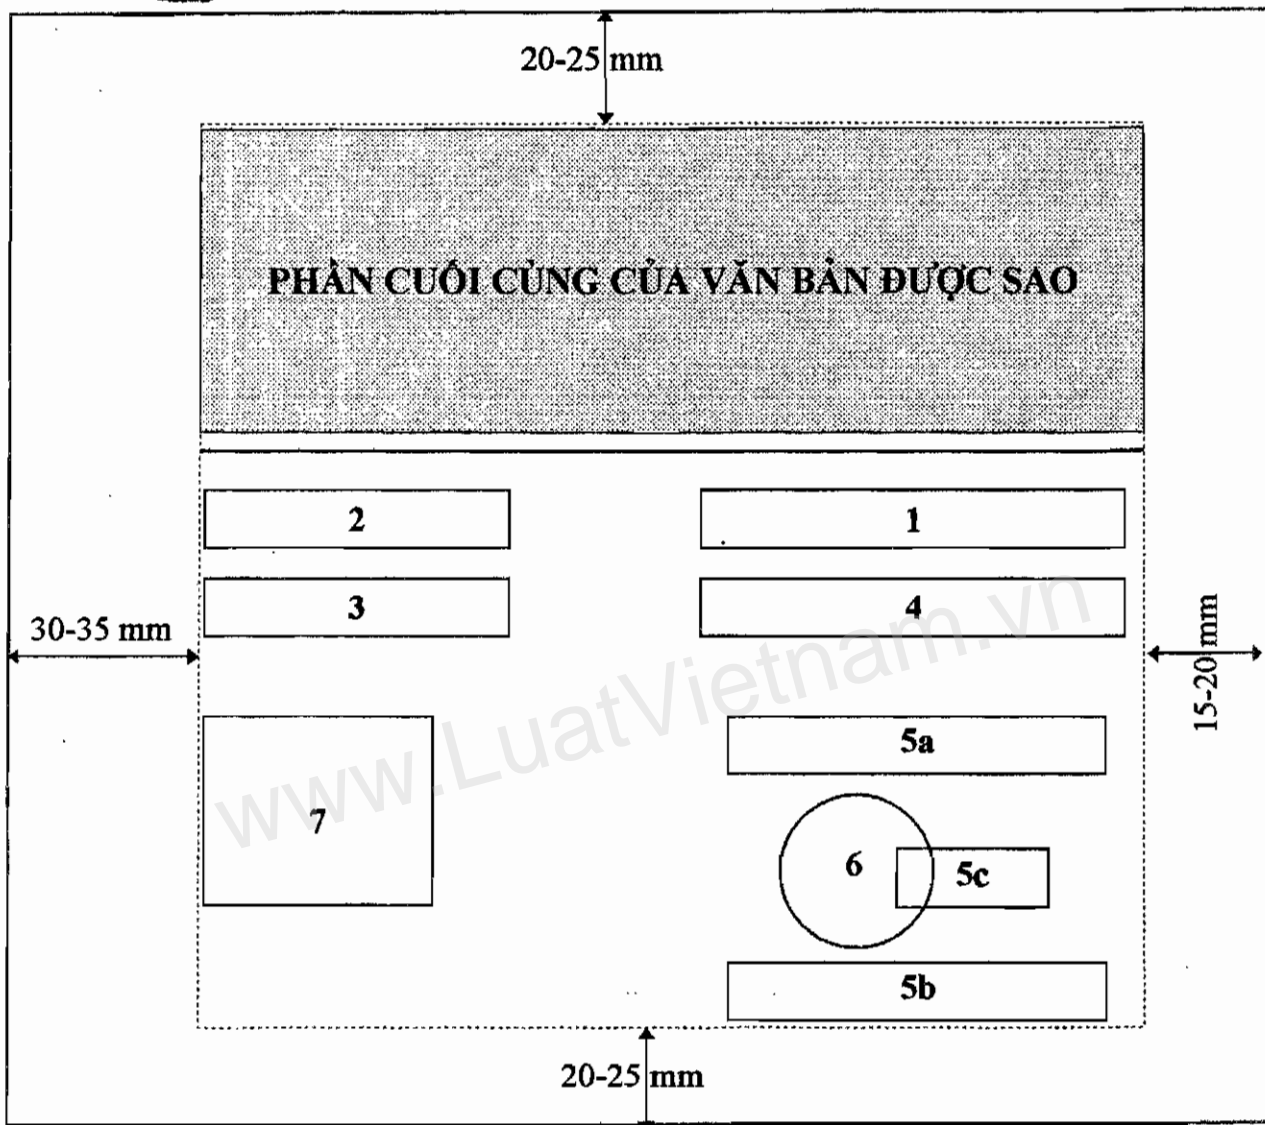 20-25 mm
PHẦN CUỐI CÙNG CỦA VĂN BẢN ĐƯỢC SAO
2
1
3
4
30-35 mm
15-20 mm
www.LuatVietnam.vn
5a
7
6
5c
5b
20-25 mm